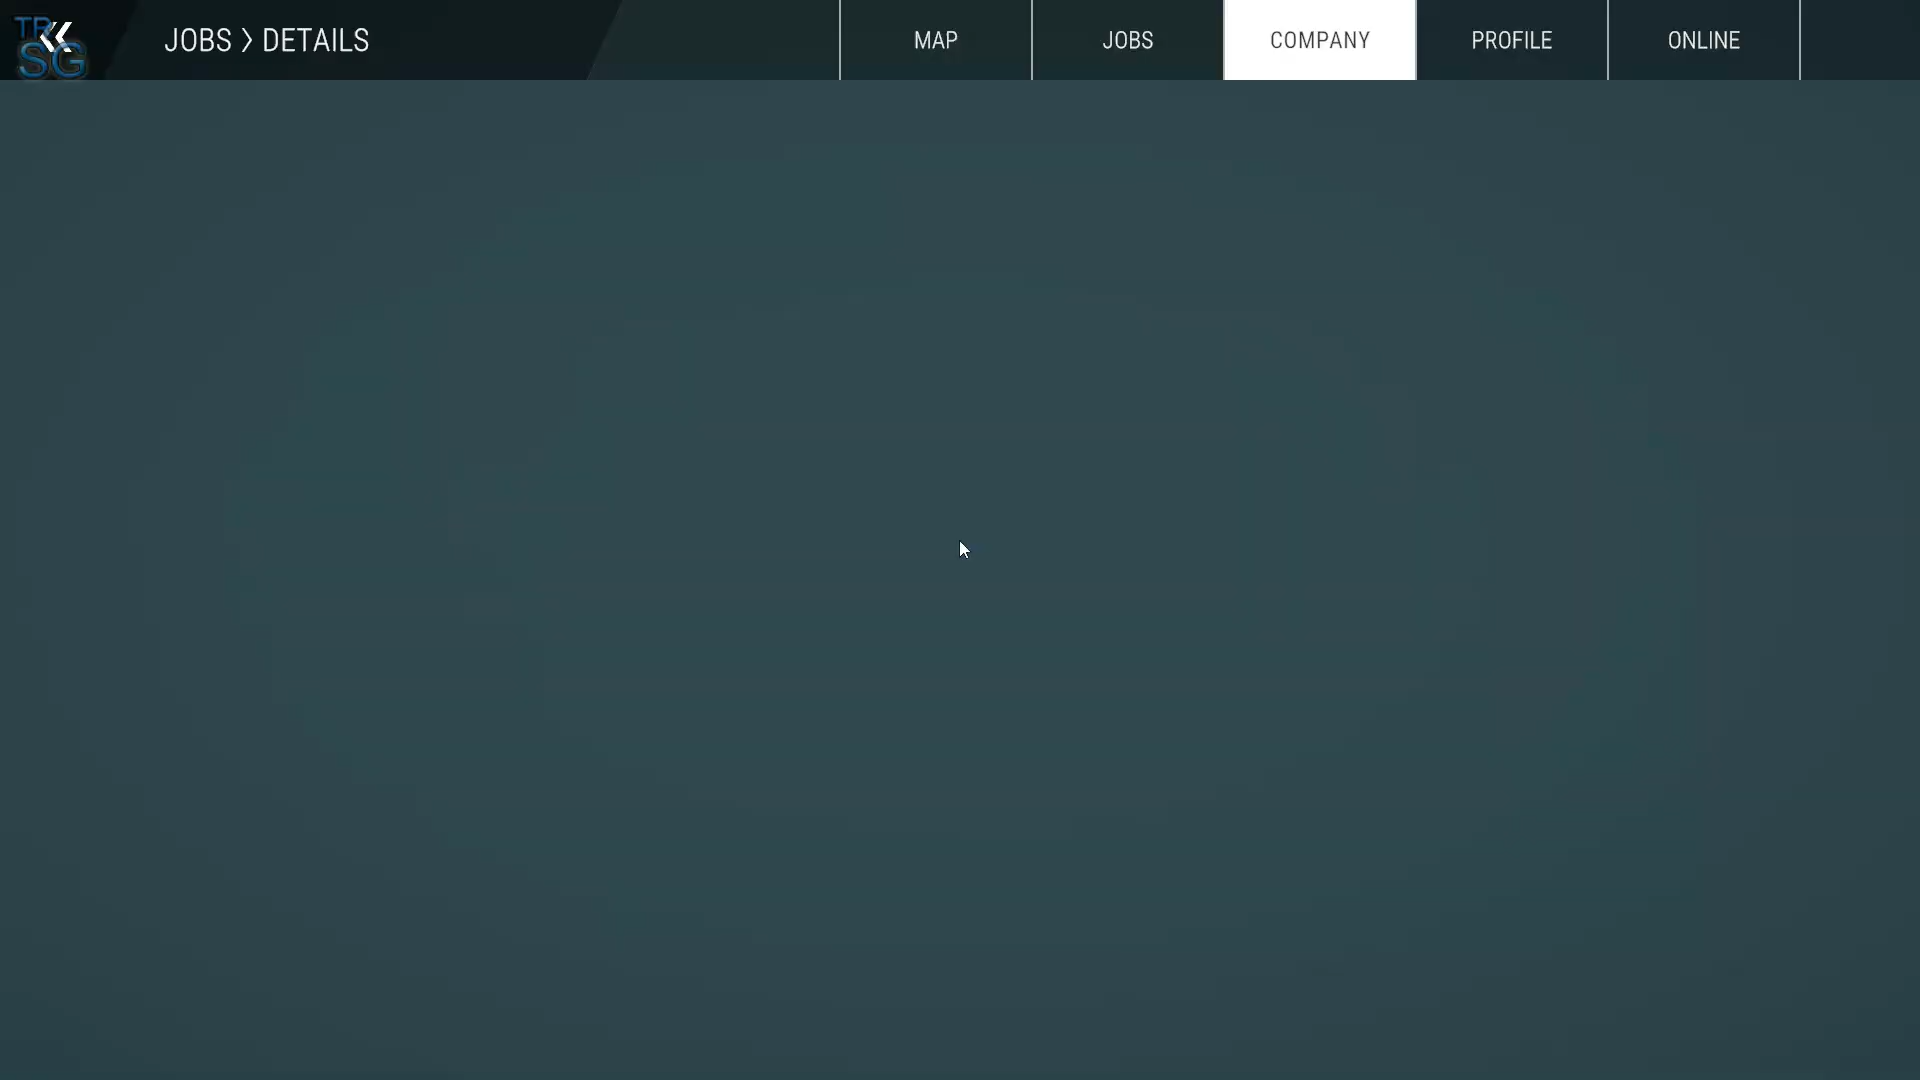 TR
SG
JOBS > DETAILS
MAP
JOBS
COMPANY
PROFILE
ONLINE